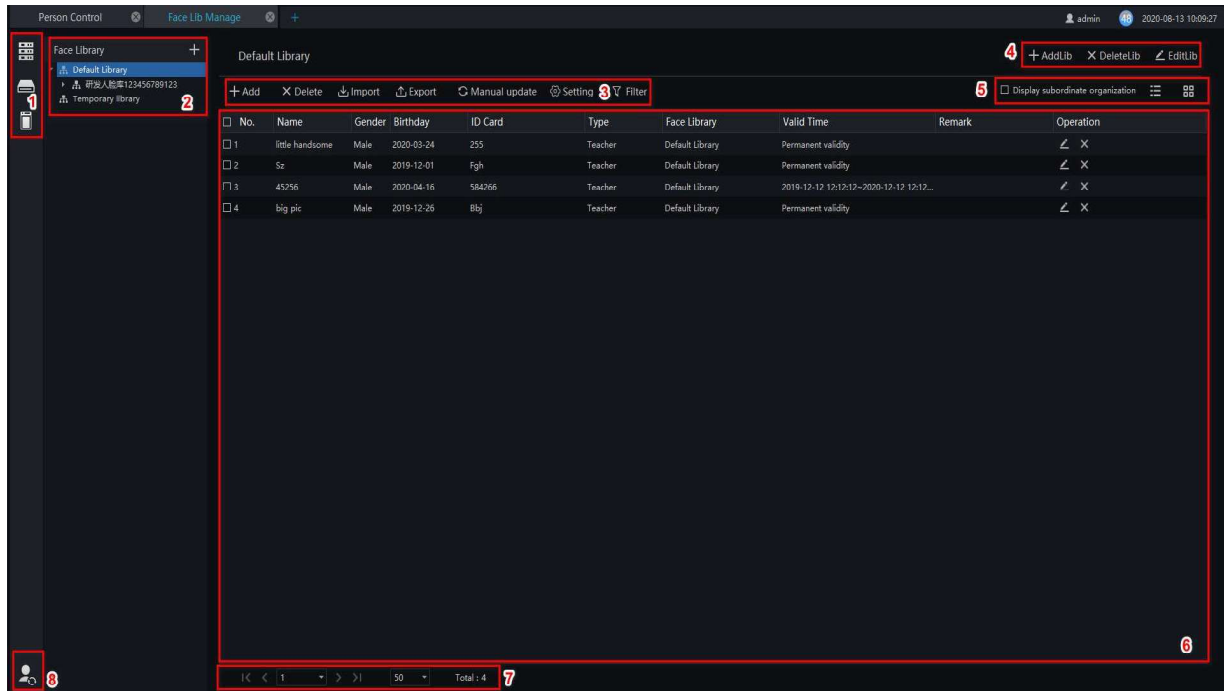 Person Control Face Lib Manage + admin 48 2020-08-13 10:09:27
Face Library +
Default Library
研发人脸库123456789123
Temporary library
1
2
Default Library
4 + AddLib X DeleteLib EditLib
+ Add X Delete Import Export Manual update Setting 3 Filter
5 Display subordinate organization
No. Name Gender Birthday ID Card Type Face Library Valid Time Remark Operation
1 little handsome Male 2020-03-24 255 Teacher Default Library Permanent validity
2 Sz Male 2019-12-01 Fgh Teacher Default Library Permanent validity
3 45256 Male 2020-04-16 584266 Teacher Default Library 2019-12-12 12:12:12~2020-12-12 12:12...
4 big pic Male 2019-12-26 Bbj Teacher Default Library Permanent validity
6
8
1 50 Total : 4 7